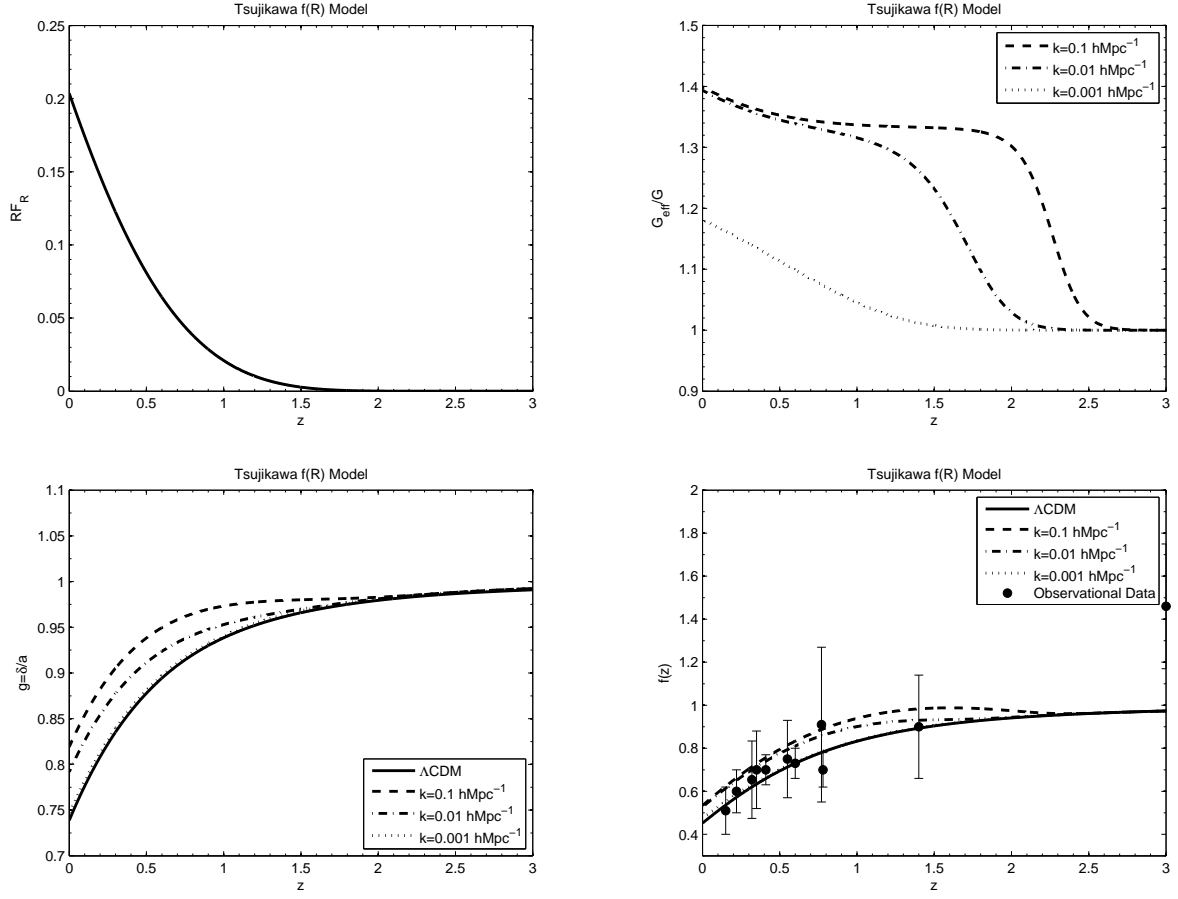 Tsujikawa f(R) Model
0.25
0.2
0.15
0.1
0.05
0
RF_R
0 0.5 1 1.5 2 2.5 3
z
Tsujikawa f(R) Model
1.5
1.4
1.3
1.2
1.1
1
0.9
G_eff/G
k=0.1 hMpc⁻¹
k=0.01 hMpc⁻¹
k=0.001 hMpc⁻¹
0 0.5 1 1.5 2 2.5 3
z
Tsujikawa f(R) Model
1.1
1.05
1
0.95
0.9
0.85
0.8
0.75
0.7
g=δ/a
ΛCDM
k=0.1 hMpc⁻¹
k=0.01 hMpc⁻¹
k=0.001 hMpc⁻¹
0 0.5 1 1.5 2 2.5 3
z
Tsujikawa f(R) Model
2
1.8
1.6
1.4
1.2
1
0.8
0.6
0.4
f(z)
ΛCDM
k=0.1 hMpc⁻¹
k=0.01 hMpc⁻¹
k=0.001 hMpc⁻¹
Observational Data
0 0.5 1 1.5 2 2.5 3
z